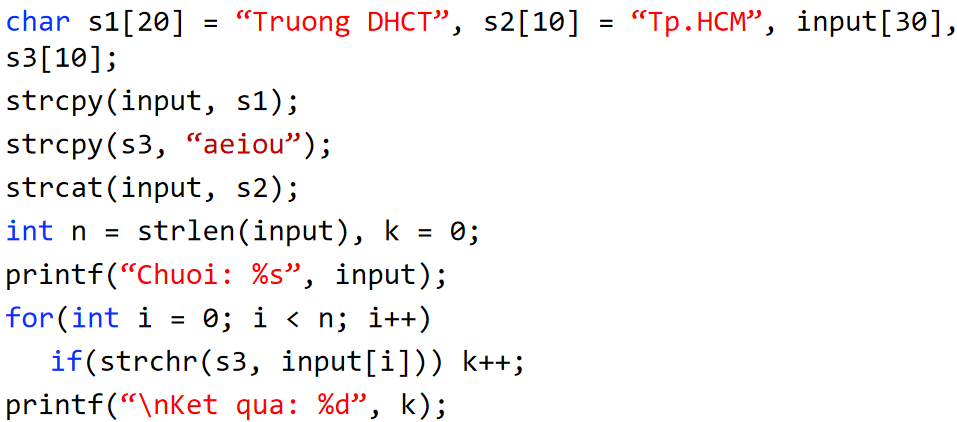 char s1[20] = “Truong DHCT”, s2[10] = “Tp.HCM”, input[30],
s3[10];
strcpy(input, s1);
strcpy(s3, “aeiou”);
strcat(input, s2);
int n = strlen(input), k = 0;
printf(“Chuoi: %s”, input);
for(int i = 0; i < n; i++)
if(strchr(s3, input[i])) k++;
printf(“\nKet qua: %d”, k);